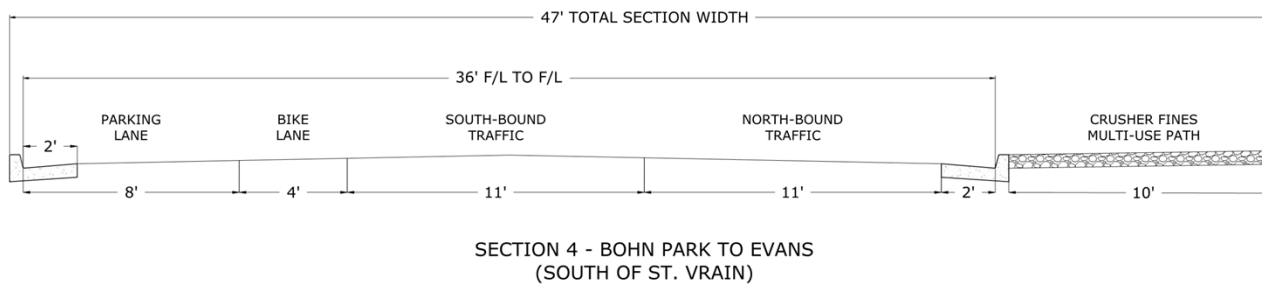 47' TOTAL SECTION WIDTH
36' F/L TO F/L
PARKING
LANE
BIKE
LANE
SOUTH-BOUND
TRAFFIC
NORTH-BOUND
TRAFFIC
CRUSHER FINES
MULTI-USE PATH
2'
8'
4'
11'
11'
2'
10'
SECTION 4 - BOHN PARK TO EVANS
(SOUTH OF ST. VRAIN)